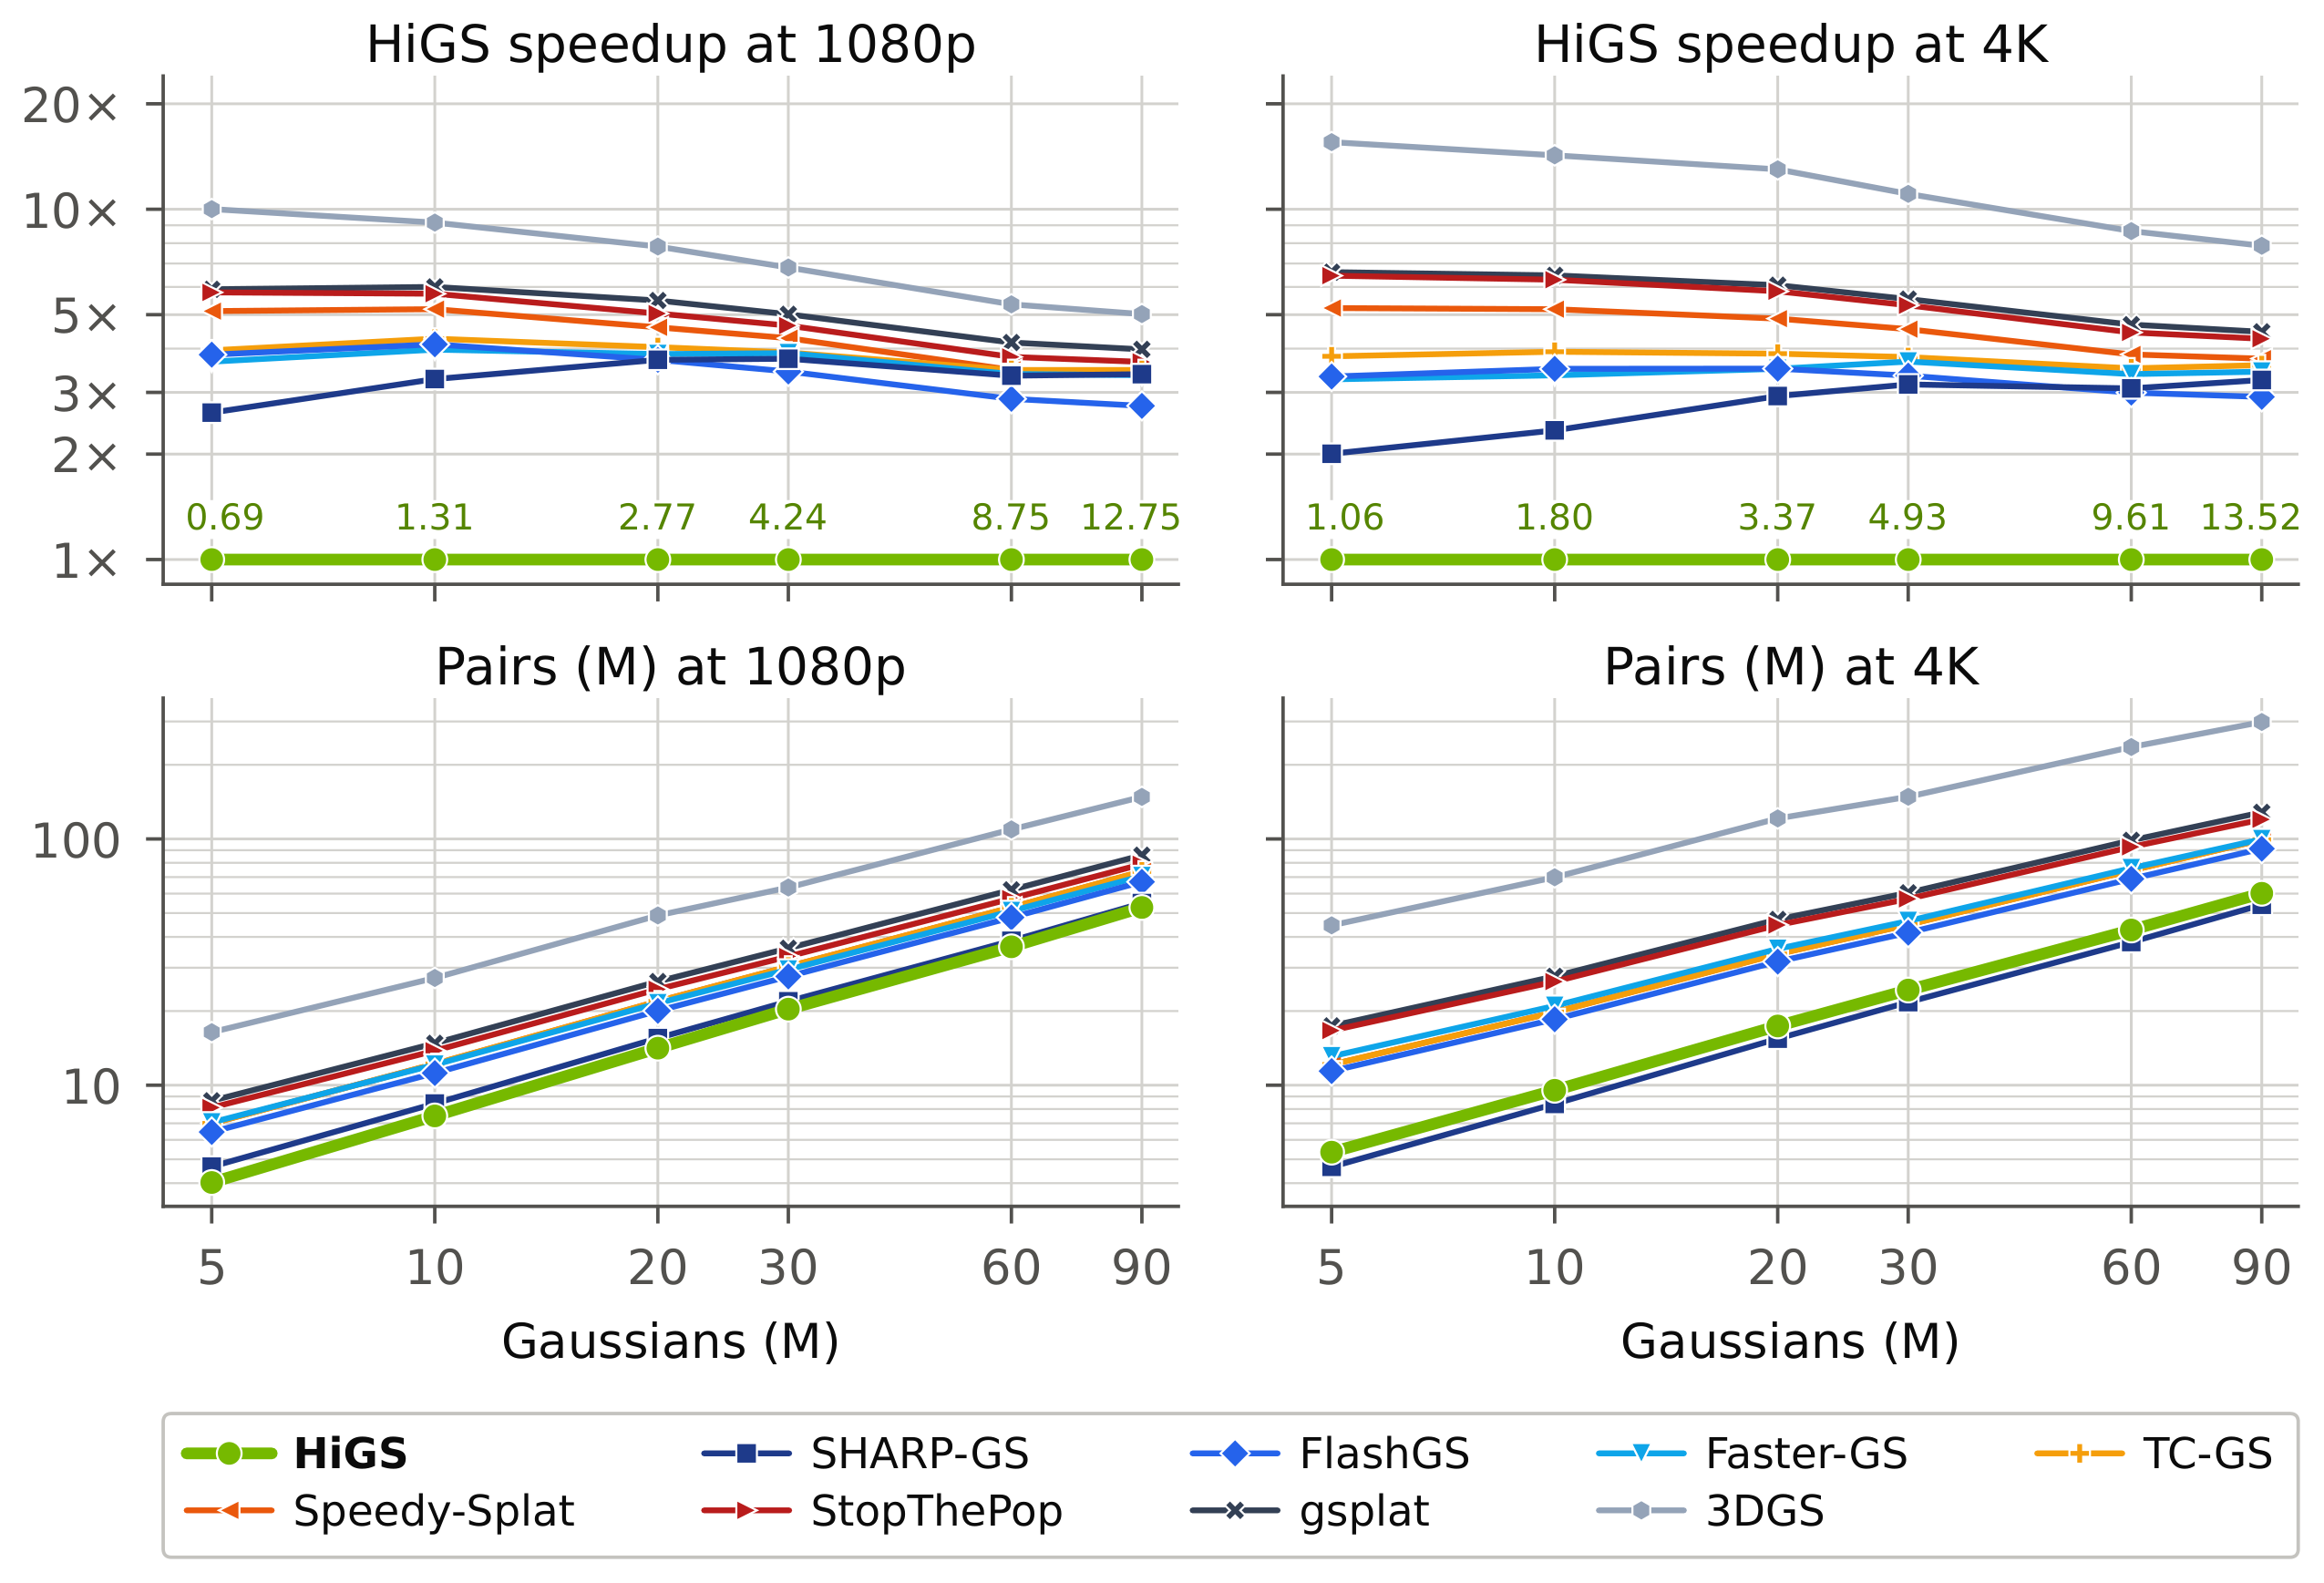 HiGS speedup at 1080p
HiGS speedup at 4K
20×
10×
5×
3×
2×
1×
0.69 1.31 2.77 4.24 8.75 12.75
1.06 1.80 3.37 4.93 9.61 13.52
Pairs (M) at 1080p
Pairs (M) at 4K
100
10
5 10 20 30 60 90
5 10 20 30 60 90
Gaussians (M)
Gaussians (M)
HiGS SHARP-GS FlashGS Faster-GS TC-GS
Speedy-Splat StopThePop gsplat 3DGS